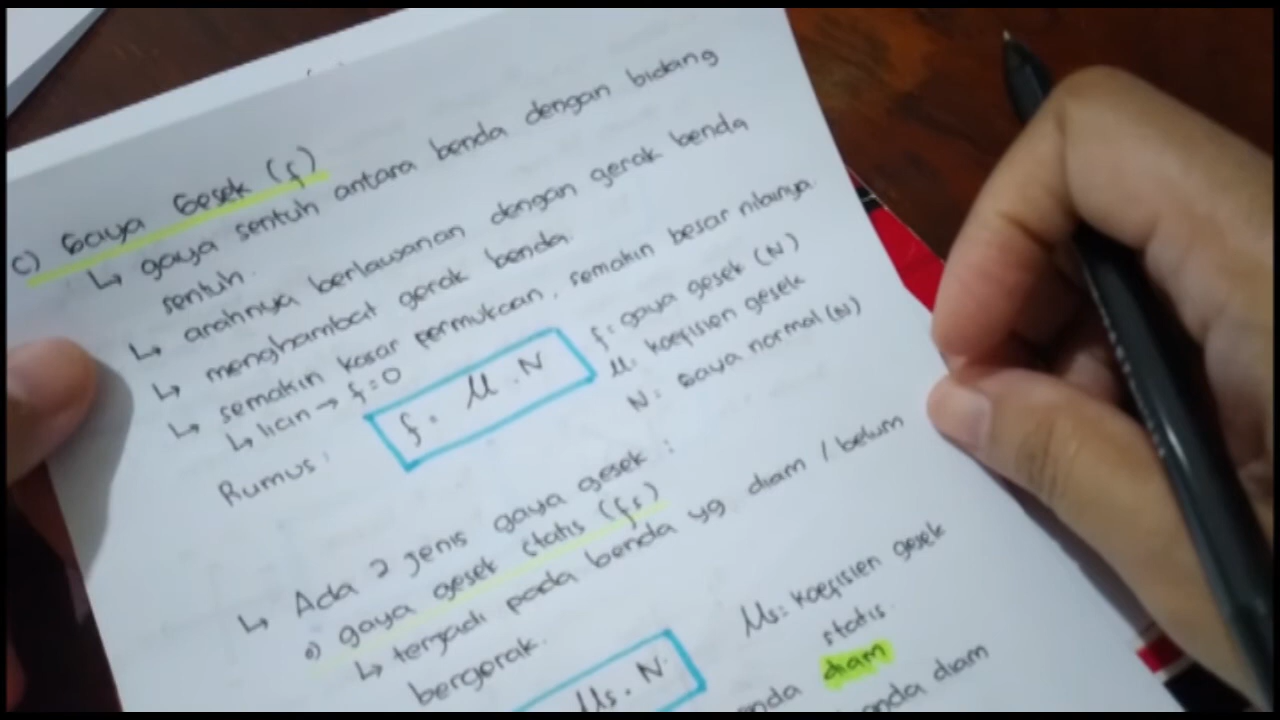 c) Gaya Gesek (f)
↳ gaya sentuh antara benda dengan bidang
sentuh.
↳ arahnya berlawanan dengan gerak benda
↳ menghambat gerak benda.
↳ semakin kasar permukaan, semakin besar nilainya.
↳ licin → f = 0
Rumus :
f = μ . N
f = gaya gesek (N)
μ = koefisien gesek
N = Gaya normal (N)
↳ Ada 2 jenis gaya gesek :
•) gaya gesek statis (fs)
↳ terjadi pada benda yg diam / belum
bergerak.
μs . N
μs = koefisien gesek
statis.
diam
diam